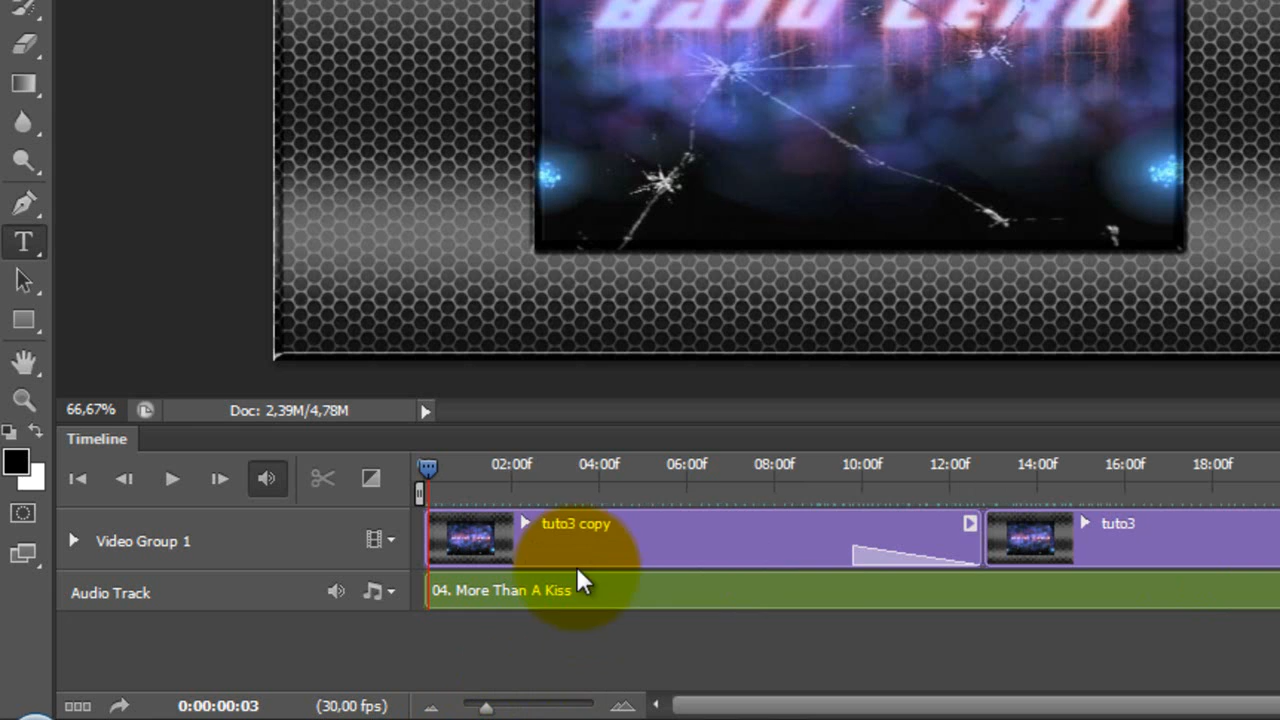 BAJO CERO
T
66,67%
Doc: 2,39M/4,78M
Timeline
02:00f 04:00f 06:00f 08:00f 10:00f 12:00f 14:00f 16:00f 18:00f
Video Group 1
tuto3 copy
tuto3
Audio Track
04. More Than A Kiss
0:00:00:03
(30,00 fps)